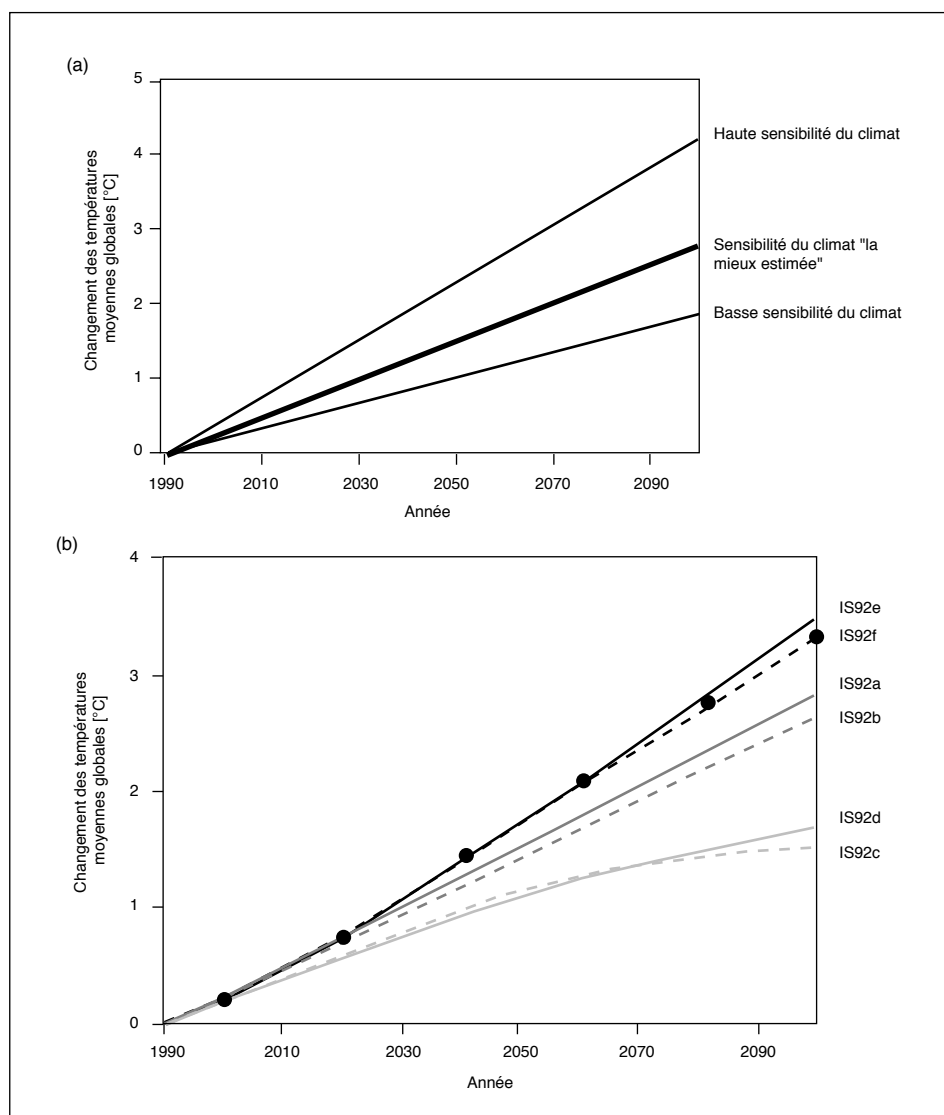 (a)
Changement des températures
moyennes globales [°C]
5
4
3
2
1
0
1990 2010 2030 2050 2070 2090
Année
Haute sensibilité du climat
Sensibilité du climat "la
mieux estimée"
Basse sensibilité du climat
(b)
Changement des températures
moyennes globales [°C]
4
3
2
1
0
1990 2010 2030 2050 2070 2090
Année
IS92e
IS92f
IS92a
IS92b
IS92d
IS92c